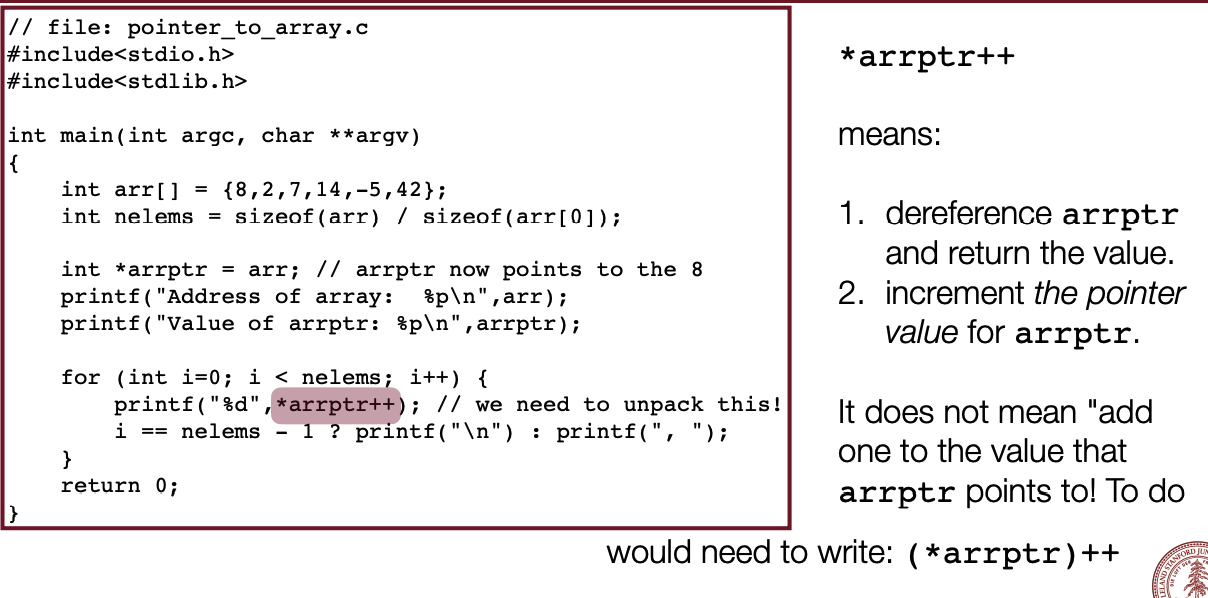 // file: pointer_to_array.c
#include<stdio.h>
#include<stdlib.h>
int main(int argc, char **argv)
{
    int arr[] = {8,2,7,14,-5,42};
    int nelems = sizeof(arr) / sizeof(arr[0]);
    int *arrptr = arr; // arrptr now points to the 8
    printf("Address of array:  %p\n",arr);
    printf("Value of arrptr: %p\n",arrptr);
    for (int i=0; i < nelems; i++) {
        printf("%d",*arrptr++); // we need to unpack this!
        i == nelems - 1 ? printf("\n") : printf(", ");
    }
    return 0;
}
*arrptr++
means:
1. dereference arrptr
and return the value.
2. increment the pointer
value for arrptr.
It does not mean "add
one to the value that
arrptr points to! To do
would need to write: (*arrptr)++